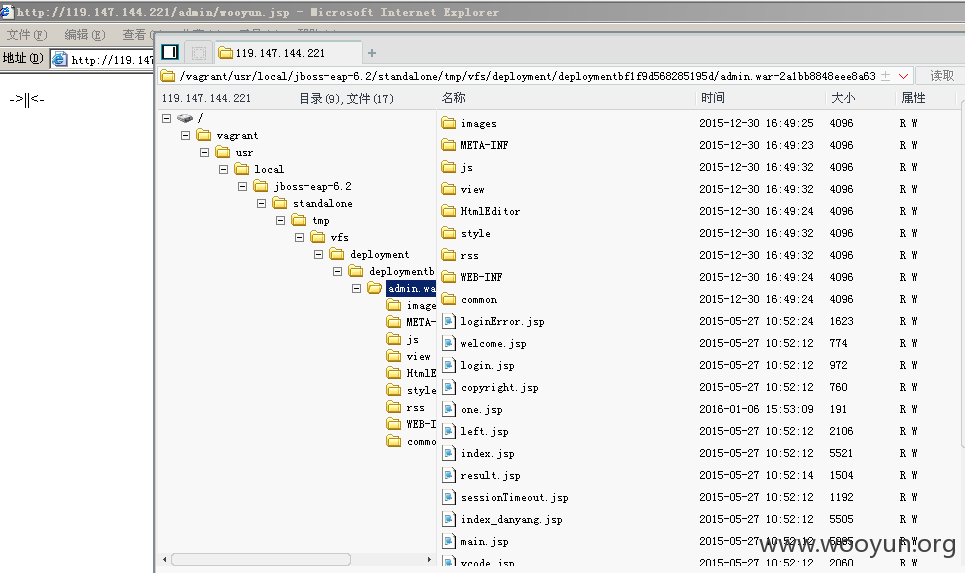 http://119.147.144.221/admin/wooyun.jsp - Microsoft Internet Explorer
文件(F) 编辑(E) 查看
地址(D) http://119.147
->||<-
119.147.144.221 +
/vagrant/usr/local/jboss-eap-6.2/standalone/tmp/vfs/deployment/deploymentbf1f9d568285195d/admin.war-2a1bb8848eee8a63 读取
119.147.144.221 目录(9),文件(17)
/
vagrant
usr
local
jboss-eap-6.2
standalone
tmp
vfs
deployment
deploymentb
admin.wa
image
META-
js
view
HtmlE
style
rss
WEB-I
commo
名称 时间 大小 属性
images 2015-12-30 16:49:25 4096 R W
META-INF 2015-12-30 16:49:23 4096 R W
js 2015-12-30 16:49:32 4096 R W
view 2015-12-30 16:49:32 4096 R W
HtmlEditor 2015-12-30 16:49:24 4096 R W
style 2015-12-30 16:49:32 4096 R W
rss 2015-12-30 16:49:32 4096 R W
WEB-INF 2015-12-30 16:49:24 4096 R W
common 2015-12-30 16:49:32 4096 R W
loginError.jsp 2015-05-27 10:52:24 1623 R W
welcome.jsp 2015-05-27 10:52:12 774 R W
login.jsp 2015-05-27 10:52:12 972 R W
copyright.jsp 2015-05-27 10:52:12 760 R W
one.jsp 2016-01-06 15:53:09 191 R W
left.jsp 2015-05-27 10:52:12 2106 R W
index.jsp 2015-05-27 10:52:12 5521 R W
result.jsp 2015-05-27 10:52:14 1504 R W
sessionTimeout.jsp 2015-05-27 10:52:12 1192 R W
index_danyang.jsp 2015-05-27 10:52:12 5505 R W
main.jsp 2015-05-27 10:52:12 R W
vcode.jsp 2015-05-27 10:52:12 2060 R W
www.wooyun.org